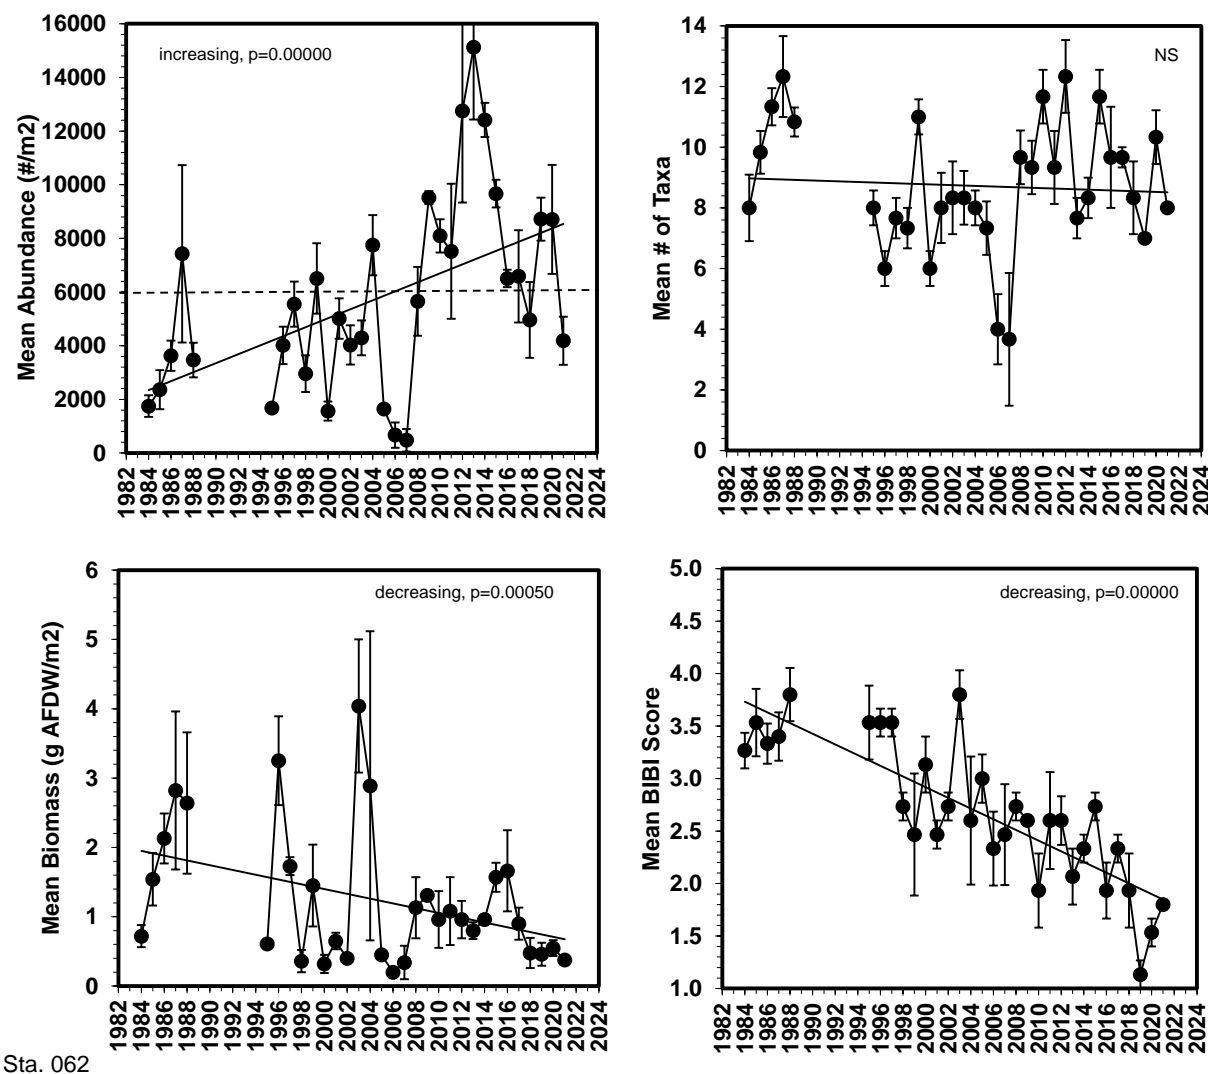 16000
14000
12000
10000
8000
6000
4000
2000
0
Mean Abundance (#/m2)
increasing, p=0.00000
1982 1984 1986 1988 1990 1992 1994 1996 1998 2000 2002 2004 2006 2008 2010 2012 2014 2016 2018 2020 2022 2024
14
12
10
8
6
4
2
0
Mean # of Taxa
NS
1982 1984 1986 1988 1990 1992 1994 1996 1998 2000 2002 2004 2006 2008 2010 2012 2014 2016 2018 2020 2022 2024
6
5
4
3
2
1
0
Mean Biomass (g AFDW/m2)
decreasing, p=0.00050
1982 1984 1986 1988 1990 1992 1994 1996 1998 2000 2002 2004 2006 2008 2010 2012 2014 2016 2018 2020 2022 2024
5.0
4.5
4.0
3.5
3.0
2.5
2.0
1.5
1.0
Mean BIBI Score
decreasing, p=0.00000
1982 1984 1986 1988 1990 1992 1994 1996 1998 2000 2002 2004 2006 2008 2010 2012 2014 2016 2018 2020 2022 2024
Sta. 062